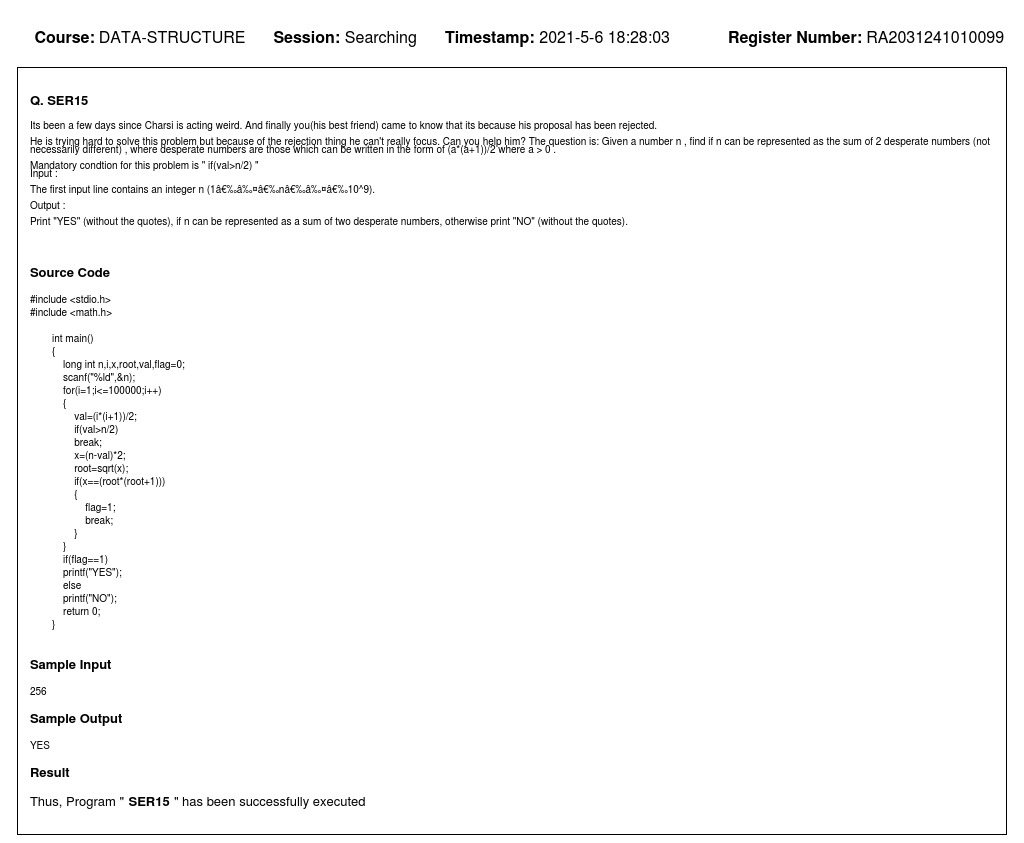 Course: DATA-STRUCTURE Session: Searching Timestamp: 2021-5-6 18:28:03 Register Number: RA2031241010099
Q. SER15
Its been a few days since Charsi is acting weird. And finally you(his best friend) came to know that its because his proposal has been rejected.
He is trying hard to solve this problem but because of the rejection thing he can't really focus. Can you help him? The question is: Given a number n , find if n can be represented as the sum of 2 desperate numbers (not
necessarily different) , where desperate numbers are those which can be written in the form of (a*(a+1))/2 where a > 0 .
Mandatory condtion for this problem is " if(val>n/2) "
Input :
The first input line contains an integer n (1â€‰â‰¤â€‰nâ€‰â‰¤â€‰10^9).
Output :
Print "YES" (without the quotes), if n can be represented as a sum of two desperate numbers, otherwise print "NO" (without the quotes).
Source Code
#include <stdio.h>
#include <math.h>
int main()
{
long int n,i,x,root,val,flag=0;
scanf("%ld",&n);
for(i=1;i<=100000;i++)
{
val=(i*(i+1))/2;
if(val>n/2)
break;
x=(n-val)*2;
root=sqrt(x);
if(x==(root*(root+1)))
{
flag=1;
break;
}
}
if(flag==1)
printf("YES");
else
printf("NO");
return 0;
}
Sample Input
256
Sample Output
YES
Result
Thus, Program " SER15 " has been successfully executed